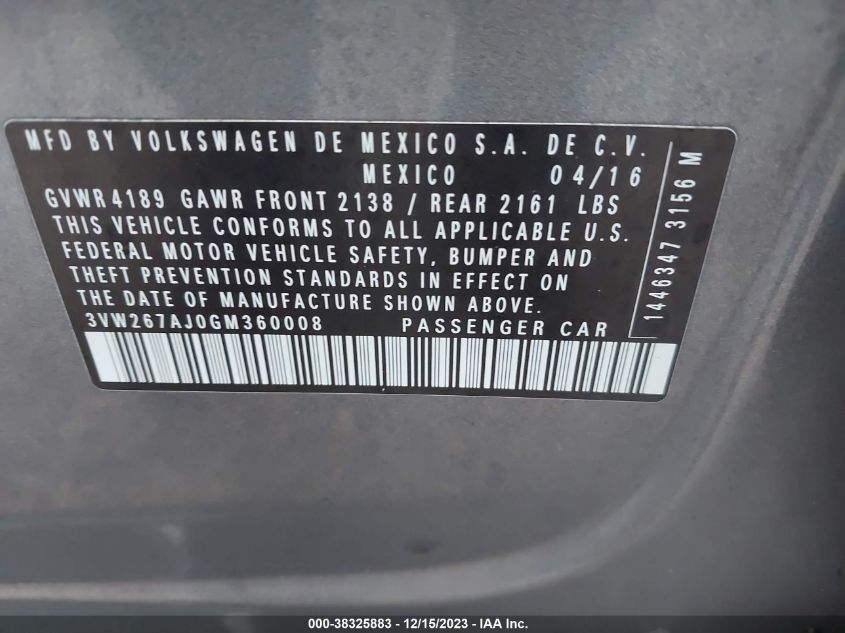 MFD BY VOLKSWAGEN DE MEXICO S.A. DE C.V.
MEXICO 04/16
GVWR 4189 GAWR FRONT 2138 / REAR 2161 LBS
THIS VEHICLE CONFORMS TO ALL APPLICABLE U.S.
FEDERAL MOTOR VEHICLE SAFETY, BUMPER AND
THEFT PREVENTION STANDARDS IN EFFECT ON
THE DATE OF MANUFACTURE SHOWN ABOVE.
3VW267AJ0GM360008 PASSENGER CAR
1446347 3156 M
000-38325883 - 12/15/2023 - IAA Inc.